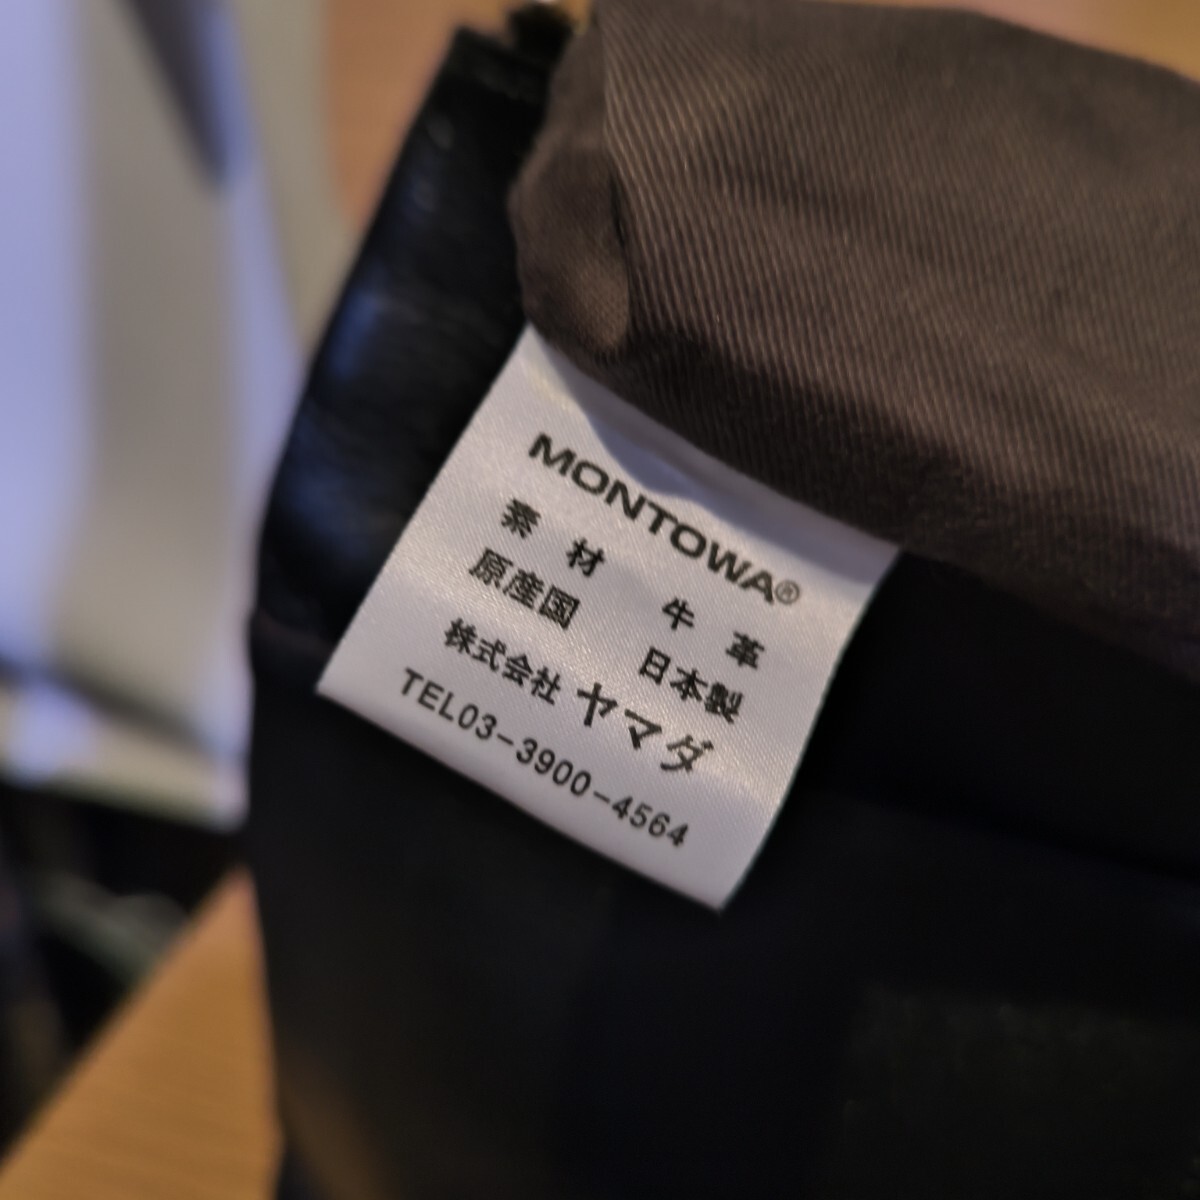 MONTOWA®
素材 牛革
原産国 日本製
株式会社 ヤマダ
TEL03-3900-4564